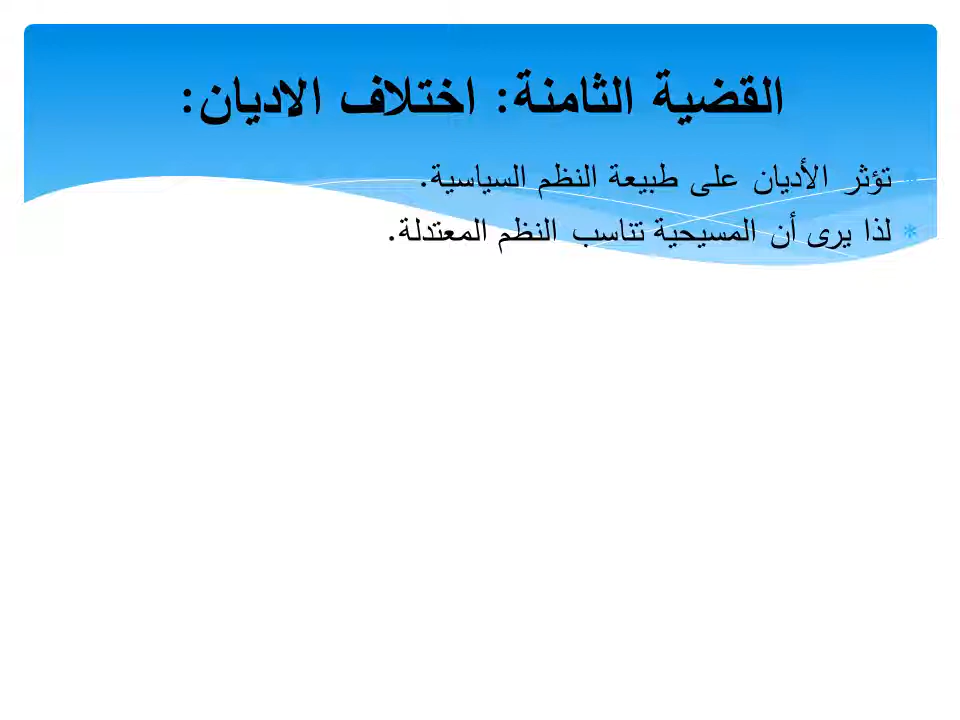 القضية الثامنة: اختلاف الاديان:
* تؤثر الأديان على طبيعة النظم السياسية.
* لذا يرى أن المسيحية تناسب النظم المعتدلة.